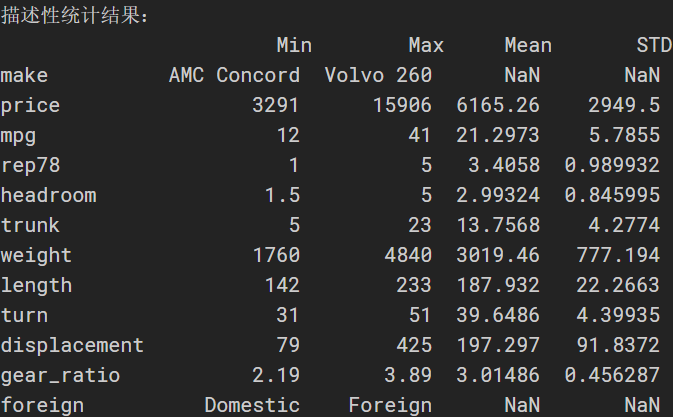 描述性统计结果：
Min Max Mean STD
make AMC Concord Volvo 260 NaN NaN
price 3291 15906 6165.26 2949.5
mpg 12 41 21.2973 5.7855
rep78 1 5 3.4058 0.989932
headroom 1.5 5 2.99324 0.845995
trunk 5 23 13.7568 4.2774
weight 1760 4840 3019.46 777.194
length 142 233 187.932 22.2663
turn 31 51 39.6486 4.39935
displacement 79 425 197.297 91.8372
gear_ratio 2.19 3.89 3.01486 0.456287
foreign Domestic Foreign NaN NaN